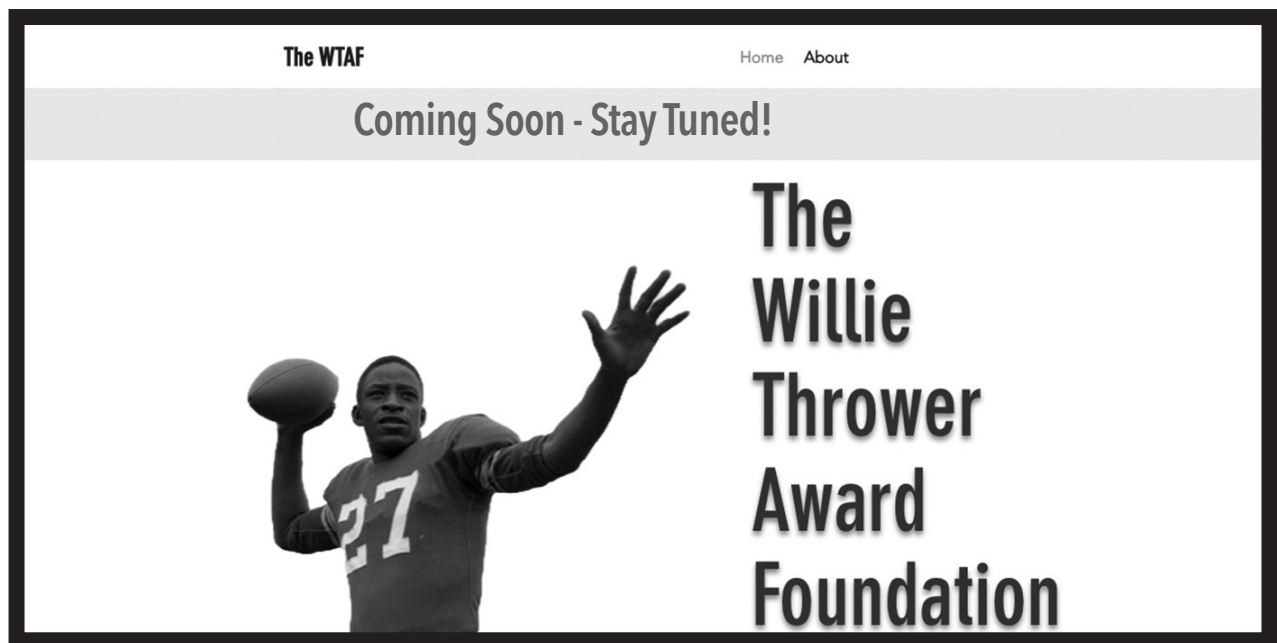 The WTAF
Home About
Coming Soon - Stay Tuned!
The
Willie
Thrower
Award
Foundation
27